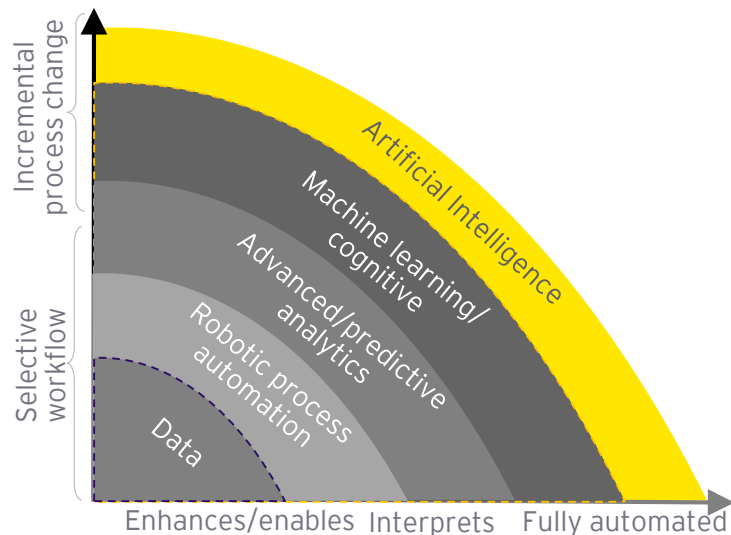 Incremental
process change
Selective
workflow
Artificial Intelligence
Machine learning/
cognitive
Advanced/predictive
analytics
Robotic process
automation
Data
Enhances/enables
Interprets
Fully automated